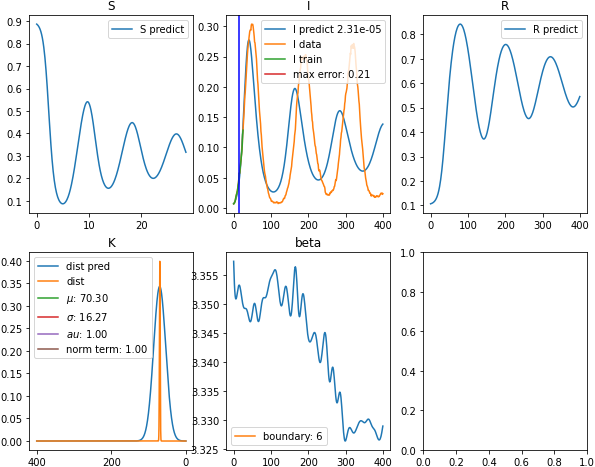 S
I
R
0.9
0.8
0.7
0.6
0.5
0.4
0.3
0.2
0.1
S predict
0 10 20
0.30
0.25
0.20
0.15
0.10
0.05
0.00
I predict 2.31e-05
I data
I train
max error: 0.21
0 100 200 300 400
0.8
0.7
0.6
0.5
0.4
0.3
0.2
0.1
R predict
0 100 200 300 400
K
beta
0.40
0.35
0.30
0.25
0.20
0.15
0.10
0.05
0.00
dist pred
dist
μ: 70.30
σ: 16.27
au: 1.00
norm term: 1.00
400 200 0
3.355
3.350
3.345
3.340
3.335
3.330
3.325
boundary: 6
0 100 200 300 400
1.0
0.8
0.6
0.4
0.2
0.0
0.0 0.2 0.4 0.6 0.8 1.0